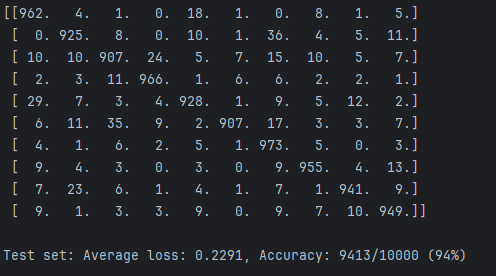 [[962. 4. 1. 0. 18. 1. 0. 8. 1. 5.]
[ 0. 925. 8. 0. 10. 1. 36. 4. 5. 11.]
[ 10. 10. 907. 24. 5. 7. 15. 10. 5. 7.]
[ 2. 3. 11. 966. 1. 6. 6. 2. 2. 1.]
[ 29. 7. 3. 4. 928. 1. 9. 5. 12. 2.]
[ 6. 11. 35. 9. 2. 907. 17. 3. 3. 7.]
[ 4. 1. 6. 2. 5. 1. 973. 5. 0. 3.]
[ 9. 4. 3. 0. 3. 0. 9. 955. 4. 13.]
[ 7. 23. 6. 1. 4. 1. 7. 1. 941. 9.]
[ 9. 1. 3. 3. 9. 0. 9. 7. 10. 949.]]
Test set: Average loss: 0.2291, Accuracy: 9413/10000 (94%)